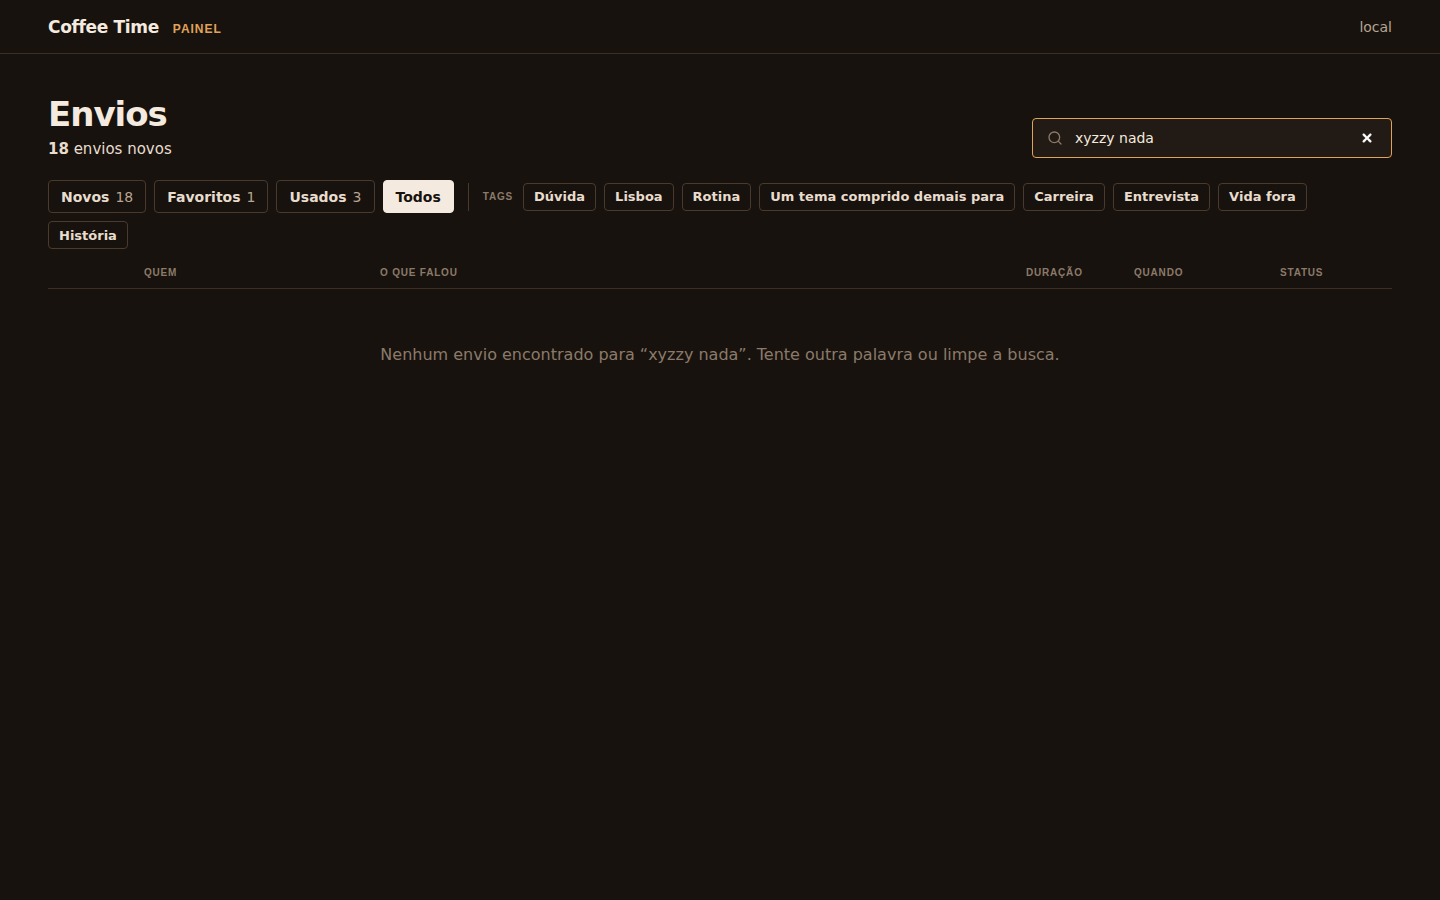 Coffee Time PAINEL
local
Envios
18 envios novos
xyzzy nada
Novos 18 Favoritos 1 Usados 3 Todos TAGS Dúvida Lisboa Rotina Um tema comprido demais para Carreira Entrevista Vida fora
História
QUEM O QUE FALOU DURAÇÃO QUANDO STATUS
Nenhum envio encontrado para “xyzzy nada”. Tente outra palavra ou limpe a busca.